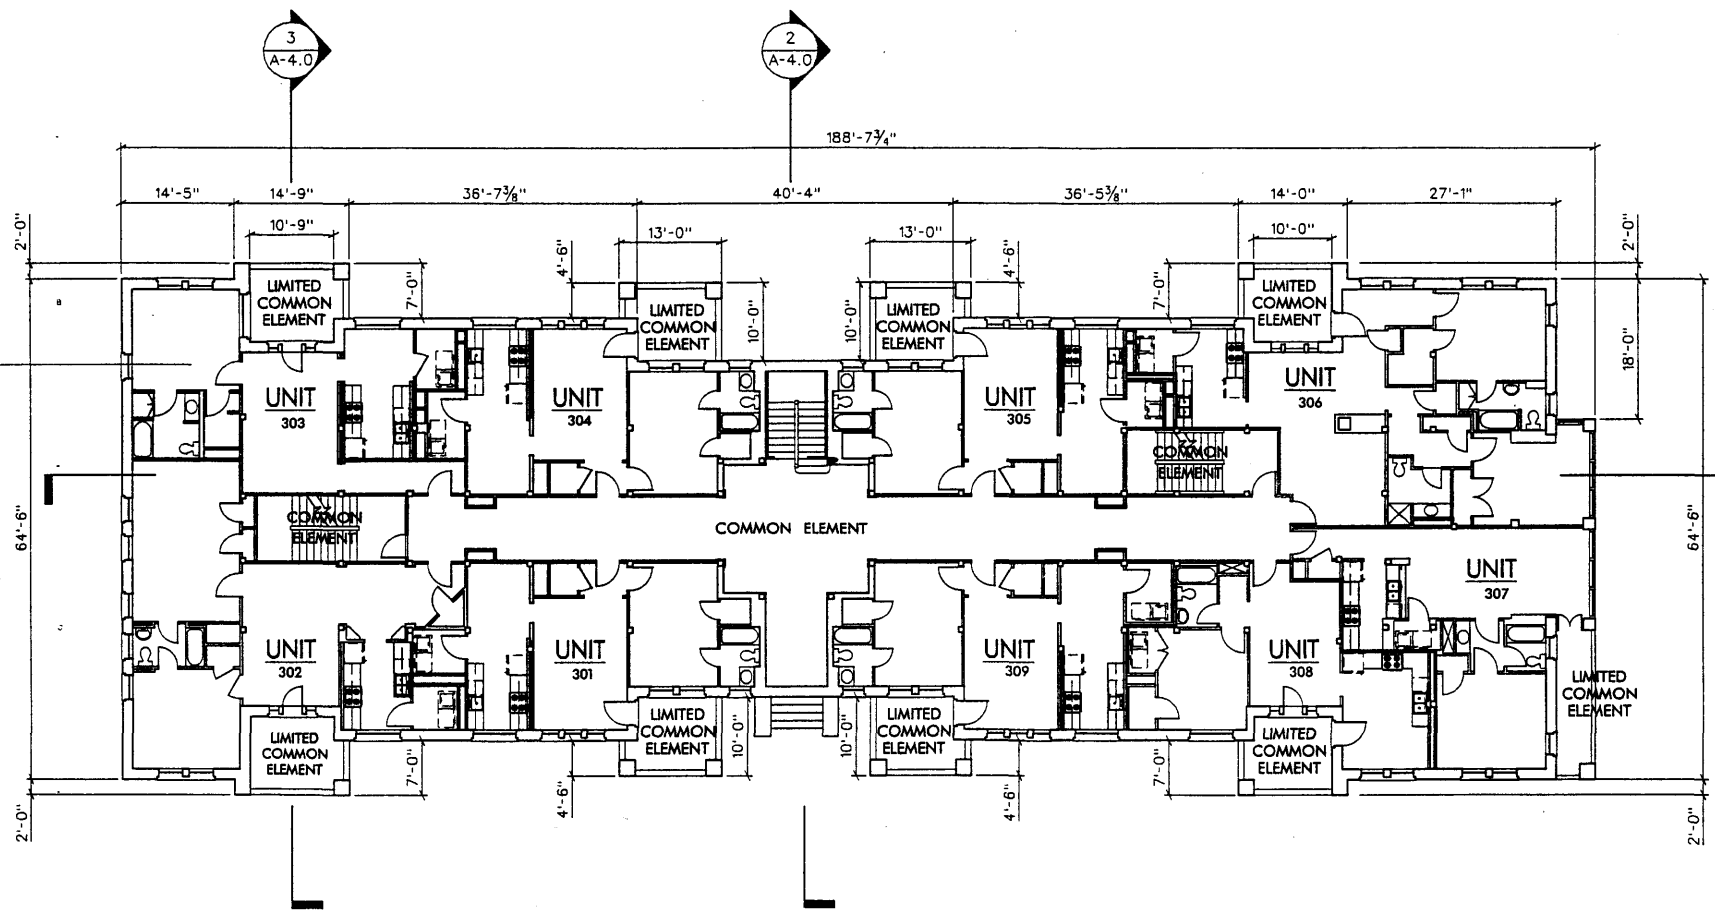 3
A-4.0
2
A-4.0
188'-7¾"
14'-5"
14'-9"
36'-7⅜"
40'-4"
36'-5⅜"
14'-0"
27'-1"
10'-9"
13'-0"
13'-0"
10'-0"
2'-0"
2'-0"
4'-6"
4'-6"
7'-0"
7'-0"
10'-0"
10'-0"
18'-0"
LIMITED
COMMON
ELEMENT
LIMITED
COMMON
ELEMENT
LIMITED
COMMON
ELEMENT
LIMITED
COMMON
ELEMENT
UNIT
303
UNIT
304
UNIT
305
UNIT
306
COMMON
ELEMENT
COMMON
ELEMENT
COMMON ELEMENT
64'-6"
64'-6"
UNIT
307
UNIT
302
UNIT
301
UNIT
309
UNIT
308
LIMITED
COMMON
ELEMENT
LIMITED
COMMON
ELEMENT
LIMITED
COMMON
ELEMENT
LIMITED
COMMON
ELEMENT
LIMITED
COMMON
ELEMENT
7'-0"
10'-0"
10'-0"
7'-0"
4'-6"
4'-6"
2'-0"
2'-0"